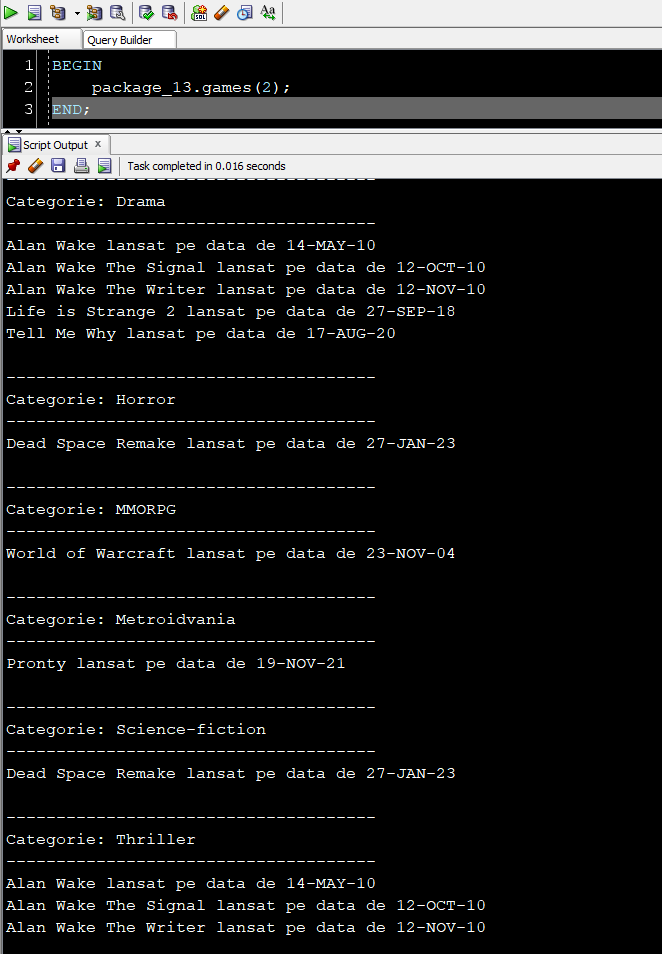 SQL
Aa
Worksheet Query Builder
1 BEGIN
2 package_13.games(2);
3 END;
Script Output x
Task completed in 0.016 seconds
-------------------------------------
Categorie: Drama
-------------------------------------
Alan Wake lansat pe data de 14-MAY-10
Alan Wake The Signal lansat pe data de 12-OCT-10
Alan Wake The Writer lansat pe data de 12-NOV-10
Life is Strange 2 lansat pe data de 27-SEP-18
Tell Me Why lansat pe data de 17-AUG-20
-------------------------------------
Categorie: Horror
-------------------------------------
Dead Space Remake lansat pe data de 27-JAN-23
-------------------------------------
Categorie: MMORPG
-------------------------------------
World of Warcraft lansat pe data de 23-NOV-04
-------------------------------------
Categorie: Metroidvania
-------------------------------------
Pronty lansat pe data de 19-NOV-21
-------------------------------------
Categorie: Science-fiction
-------------------------------------
Dead Space Remake lansat pe data de 27-JAN-23
-------------------------------------
Categorie: Thriller
-------------------------------------
Alan Wake lansat pe data de 14-MAY-10
Alan Wake The Signal lansat pe data de 12-OCT-10
Alan Wake The Writer lansat pe data de 12-NOV-10